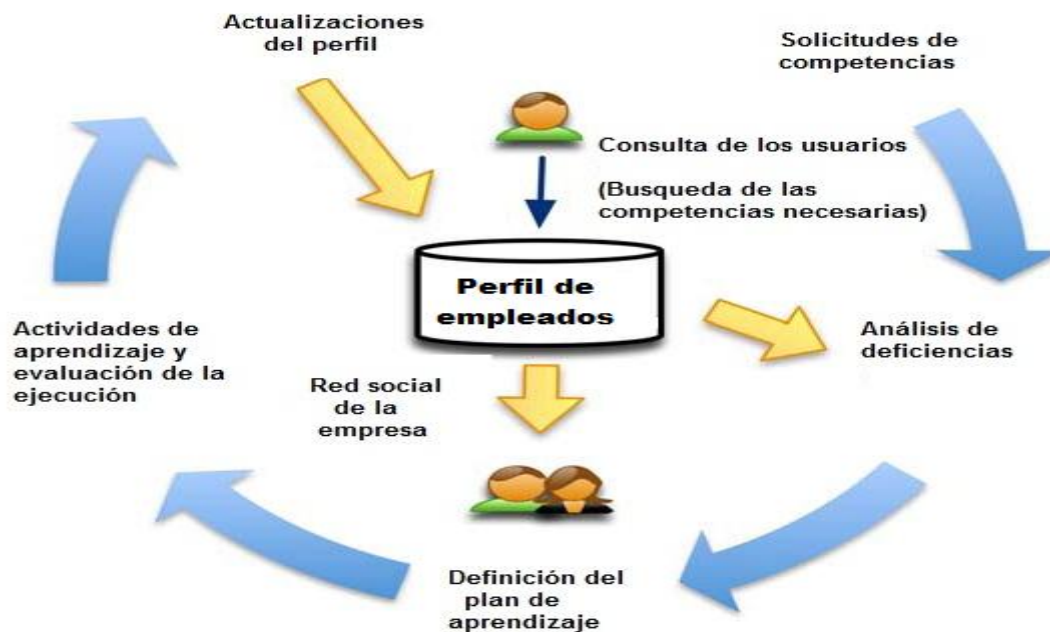 Actualizaciones
del perfil
Solicitudes de
competencias
Consulta de los usuarios
(Busqueda de las
competencias necesarias)
Perfil de
empleados
Análisis de
deficiencias
Actividades de
aprendizaje y
evaluación de la
ejecución
Red social
de la
empresa
Definición del
plan de
aprendizaje